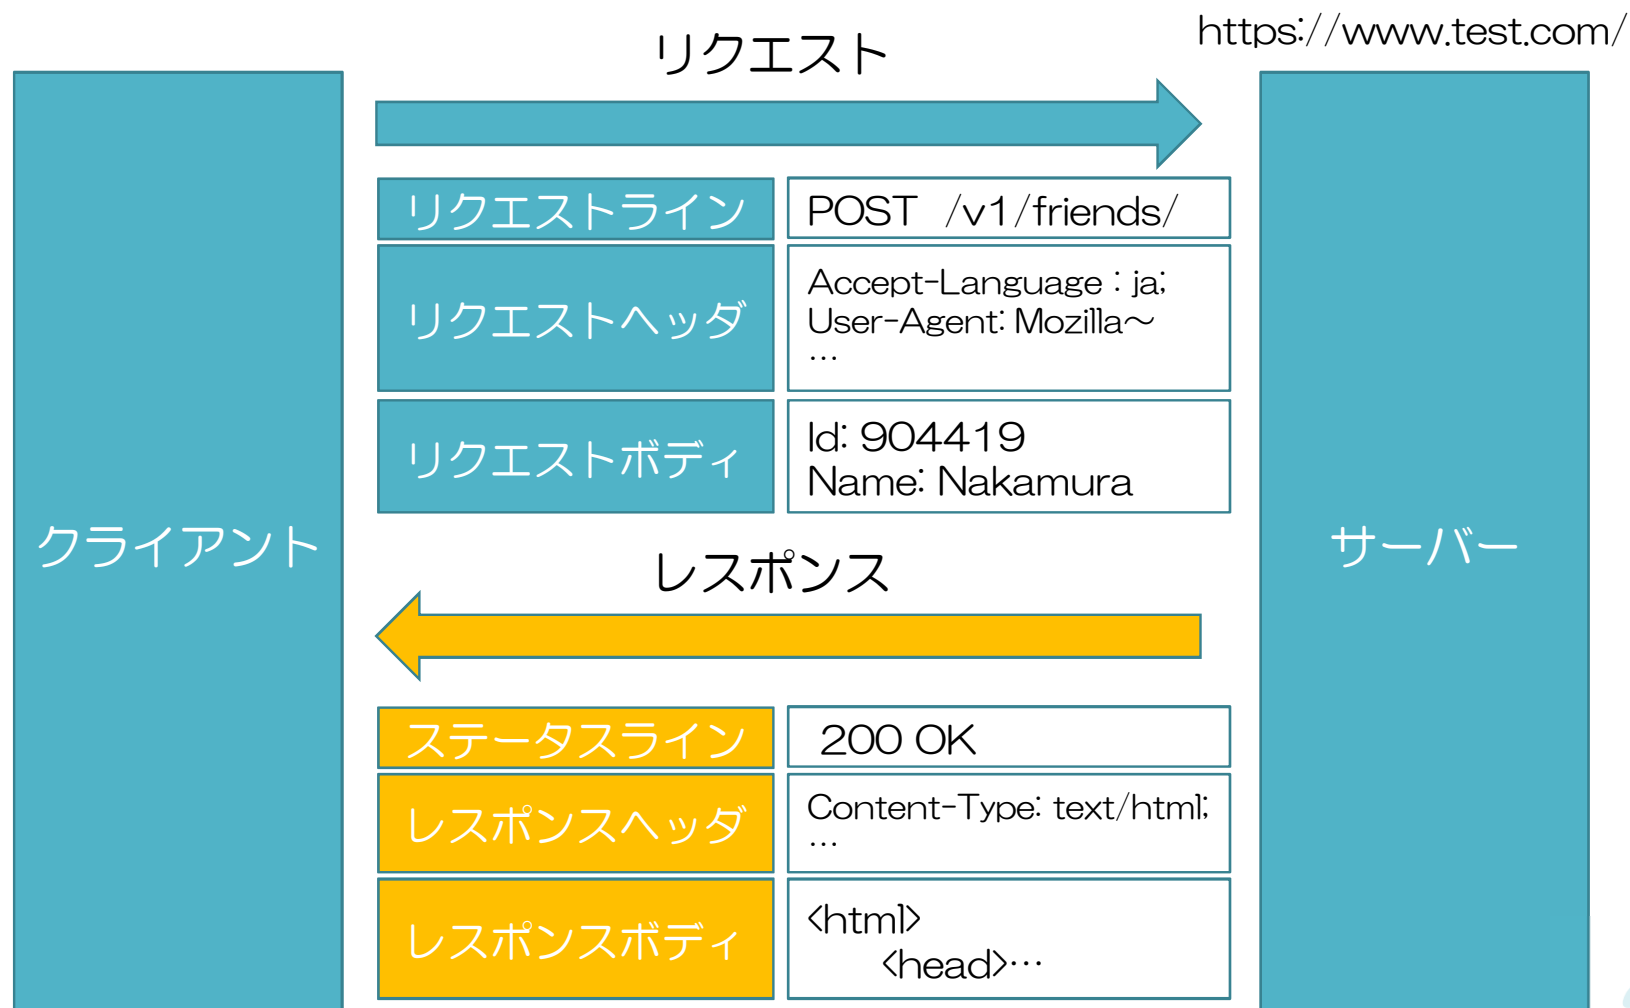 https://www.test.com/
リクエスト
リクエストライン
POST /v1/friends/
リクエストヘッダ
Accept-Language : ja;
User-Agent: Mozilla～
…
リクエストボディ
Id: 904419
Name: Nakamura
クライアント
サーバー
レスポンス
ステータスライン
200 OK
レスポンスヘッダ
Content-Type: text/html;
…
レスポンスボディ
<html>
<head>…